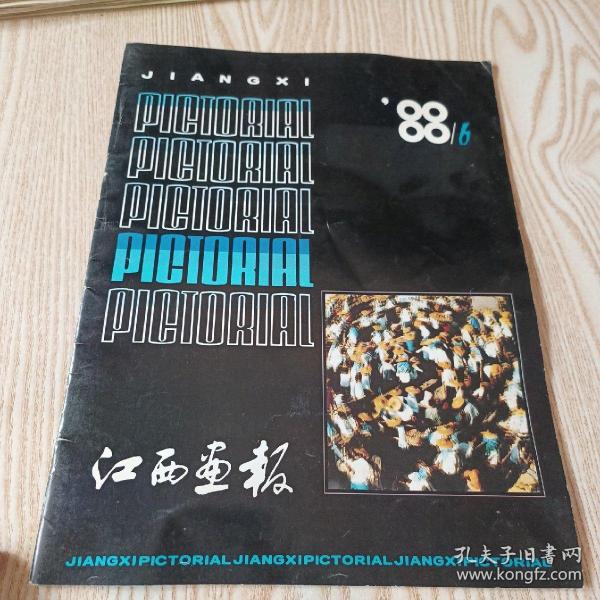 JIANGXI
PICTORIAL
PICTORIAL
PICTORIAL
PICTORIAL
PICTORIAL
'88/6
江西画报
JIANGXIPICTORIALJIANGXIPICTORIALJIANGXIPICTORIAL
孔夫子旧书网
www.kongfz.com